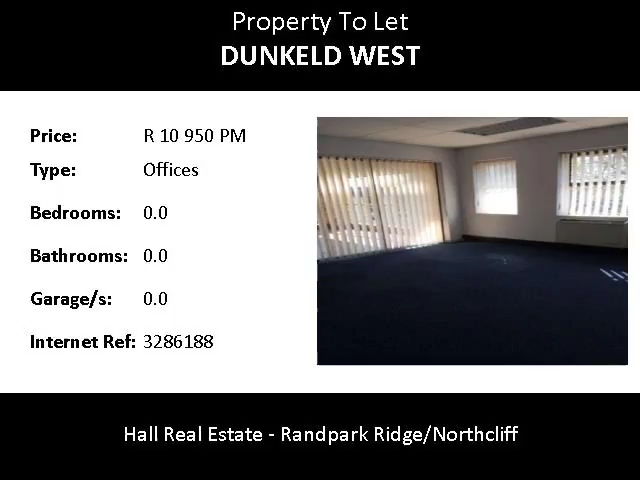 Property To Let
DUNKELD WEST
Price: R 10 950 PM
Type: Offices
Bedrooms: 0.0
Bathrooms: 0.0
Garage/s: 0.0
Internet Ref: 3286188
Hall Real Estate - Randpark Ridge/Northcliff